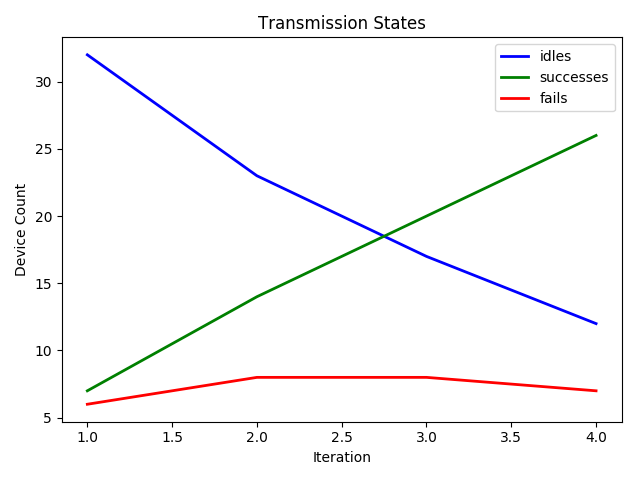 Transmission States
idles
successes
fails
Device Count
30
25
20
15
10
5
1.0 1.5 2.0 2.5 3.0 3.5 4.0
Iteration